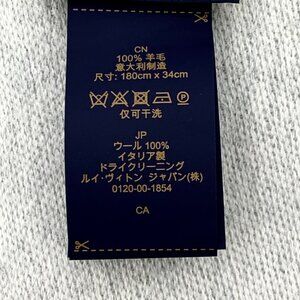 CN
100% 羊毛
意大利制造
尺寸: 180cm x 34cm
仅可干洗
JP
ウール 100%
イタリア製
ドライクリーニング
ルイ・ヴィトン ジャパン(株)
0120-00-1854
CA